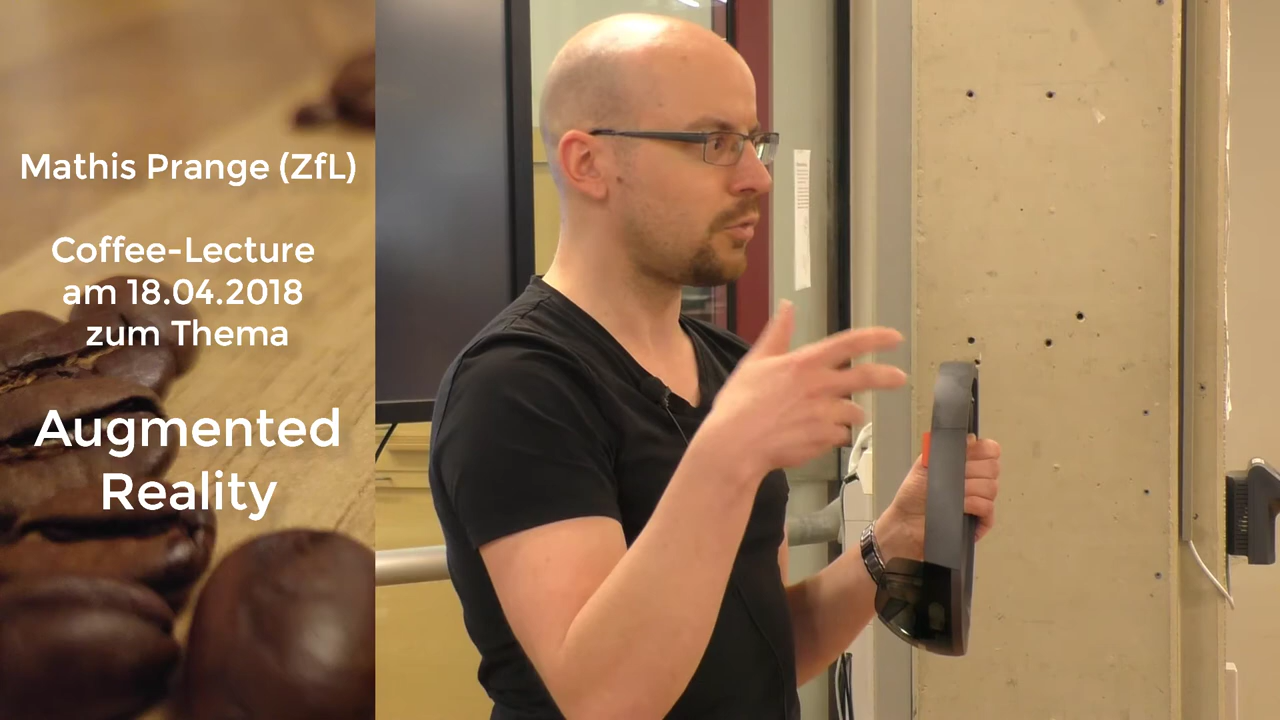 Mathis Prange (ZfL)
Coffee-Lecture
am 18.04.2018
zum Thema
Augmented
Reality